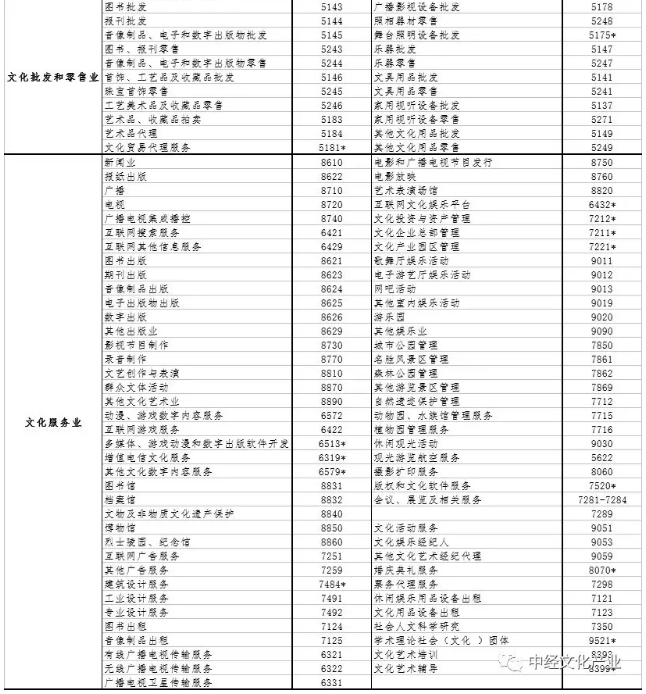 图书批发 5143 广播影视设备批发 5178
报刊批发 5144 照相器材零售 5248
音像制品、电子和数字出版物批发 5145 舞台照明设备批发 5175*
图书、报刊零售 5243 乐器批发 5147
音像制品、电子和数字出版物零售 5244 乐器零售 5247
文化批发和零售业 首饰、工艺品及收藏品批发 5146 文具用品批发 5141
珠宝首饰零售 5245 文具用品零售 5241
工艺美术品及收藏品零售 5246 家用视听设备批发 5137
艺术品、收藏品拍卖 5183 家用视听设备零售 5271
艺术品代理 5184 其他文化用品批发 5149
文化贸易代理服务 5181* 其他文化用品零售 5249
新闻业 8610 电影和广播电视节目发行 8750
报纸出版 8622 电影放映 8760
广播 8710 艺术表演场馆 8820
电视 8720 互联网文化娱乐平台 6432*
广播电视集成播控 8740 文化投资与资产管理 7212*
互联网搜索服务 6421 文化企业总部管理 7211*
互联网其他信息服务 6429 文化产业园区管理 7221*
图书出版 8621 歌舞厅娱乐活动 9011
期刊出版 8623 电子游艺厅娱乐活动 9012
音像制品出版 8624 网吧活动 9013
电子出版物出版 8625 其他室内娱乐活动 9019
数字出版 8626 游乐园 9020
其他出版业 8629 其他娱乐业 9090
影视节目制作 8730 城市公园管理 7850
录音制作 8770 名胜风景区管理 7861
文艺创作与表演 8810 森林公园管理 7862
群众文体活动 8870 其他游览景区管理 7869
其他文化艺术业 8890 自然遗迹保护管理 7712
动漫、游戏数字内容服务 6572 动物园、水族馆管理服务 7715
文化服务业 互联网游戏服务 6422 植物园管理服务 7716
多媒体、游戏动漫和数字出版软件开发 6513* 休闲观光活动 9030
增值电信文化服务 6319* 观光游览航空服务 5622
其他文化数字内容服务 6579* 摄影扩印服务 8060
图书馆 8831 版权和文化软件服务 7520*
档案馆 8832 会议、展览及相关服务 7281-7284
文物及非物质文化遗产保护 8840 7289
博物馆 8850 文化活动服务 9051
烈士陵园、纪念馆 8860 文化娱乐经纪人 9053
互联网广告服务 7251 其他文化艺术经纪代理 9059
其他广告服务 7259 婚庆典礼服务 8070*
建筑设计服务 7484* 票务代理服务 7298
工业设计服务 7491 休闲娱乐用品设备出租 7121
专业设计服务 7492 文化用品设备出租 7123
图书出租 7124 社会人文科学研究 7350
音像制品出租 7125 学术理论社会（文化 ）团体 9521*
有线广播电视传输服务 6321 文化艺术培训 8393
无线广播电视传输服务 6322 文化艺术辅导 8399*
广播电视卫星传输服务 6331
中经文化产业